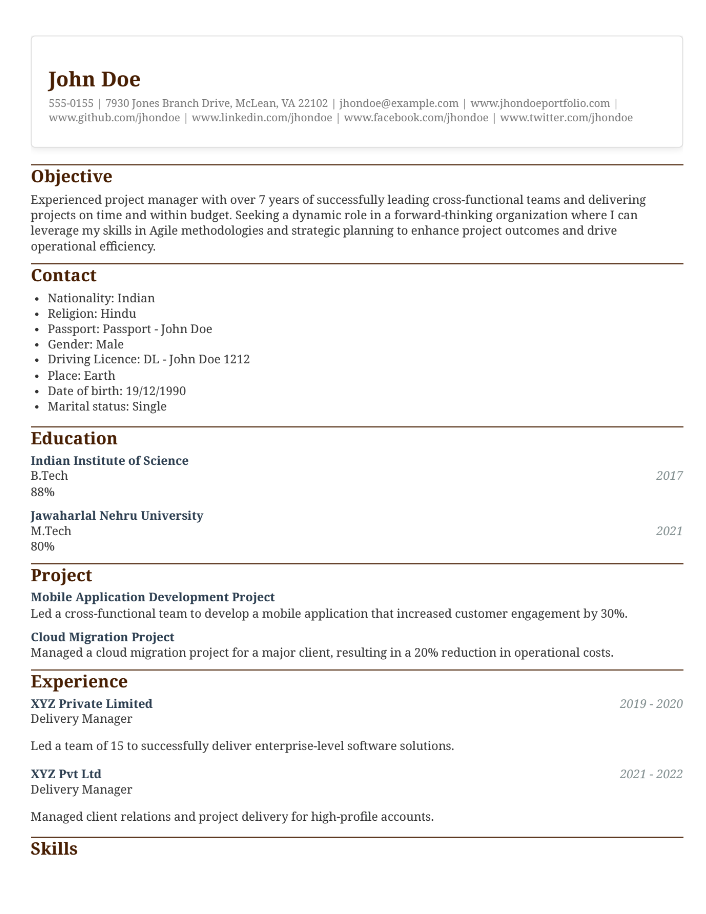 John Doe
555-0155 | 7930 Jones Branch Drive, McLean, VA 22102 | jhondoe@example.com | www.jhondoeportfolio.com |
www.github.com/jhondoe | www.linkedin.com/jhondoe | www.facebook.com/jhondoe | www.twitter.com/jhondoe
Objective
Experienced project manager with over 7 years of successfully leading cross-functional teams and delivering
projects on time and within budget. Seeking a dynamic role in a forward-thinking organization where I can
leverage my skills in Agile methodologies and strategic planning to enhance project outcomes and drive
operational efficiency.
Contact
• Nationality: Indian
• Religion: Hindu
• Passport: Passport - John Doe
• Gender: Male
• Driving Licence: DL - John Doe 1212
• Place: Earth
• Date of birth: 19/12/1990
• Marital status: Single
Education
Indian Institute of Science
B.Tech 2017
88%
Jawaharlal Nehru University
M.Tech 2021
80%
Project
Mobile Application Development Project
Led a cross-functional team to develop a mobile application that increased customer engagement by 30%.
Cloud Migration Project
Managed a cloud migration project for a major client, resulting in a 20% reduction in operational costs.
Experience
XYZ Private Limited 2019 - 2020
Delivery Manager
Led a team of 15 to successfully deliver enterprise-level software solutions.
XYZ Pvt Ltd 2021 - 2022
Delivery Manager
Managed client relations and project delivery for high-profile accounts.
Skills